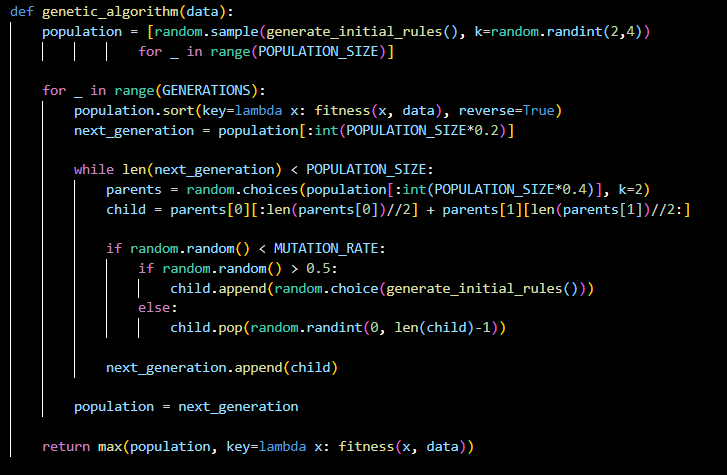 def genetic_algorithm(data):
    population = [random.sample(generate_initial_rules(), k=random.randint(2,4))
                for _ in range(POPULATION_SIZE)]

    for _ in range(GENERATIONS):
        population.sort(key=lambda x: fitness(x, data), reverse=True)
        next_generation = population[:int(POPULATION_SIZE*0.2)]

        while len(next_generation) < POPULATION_SIZE:
            parents = random.choices(population[:int(POPULATION_SIZE*0.4)], k=2)
            child = parents[0][:len(parents[0])//2] + parents[1][len(parents[1])//2:]

            if random.random() < MUTATION_RATE:
                if random.random() > 0.5:
                    child.append(random.choice(generate_initial_rules()))
                else:
                    child.pop(random.randint(0, len(child)-1))

            next_generation.append(child)

        population = next_generation

    return max(population, key=lambda x: fitness(x, data))